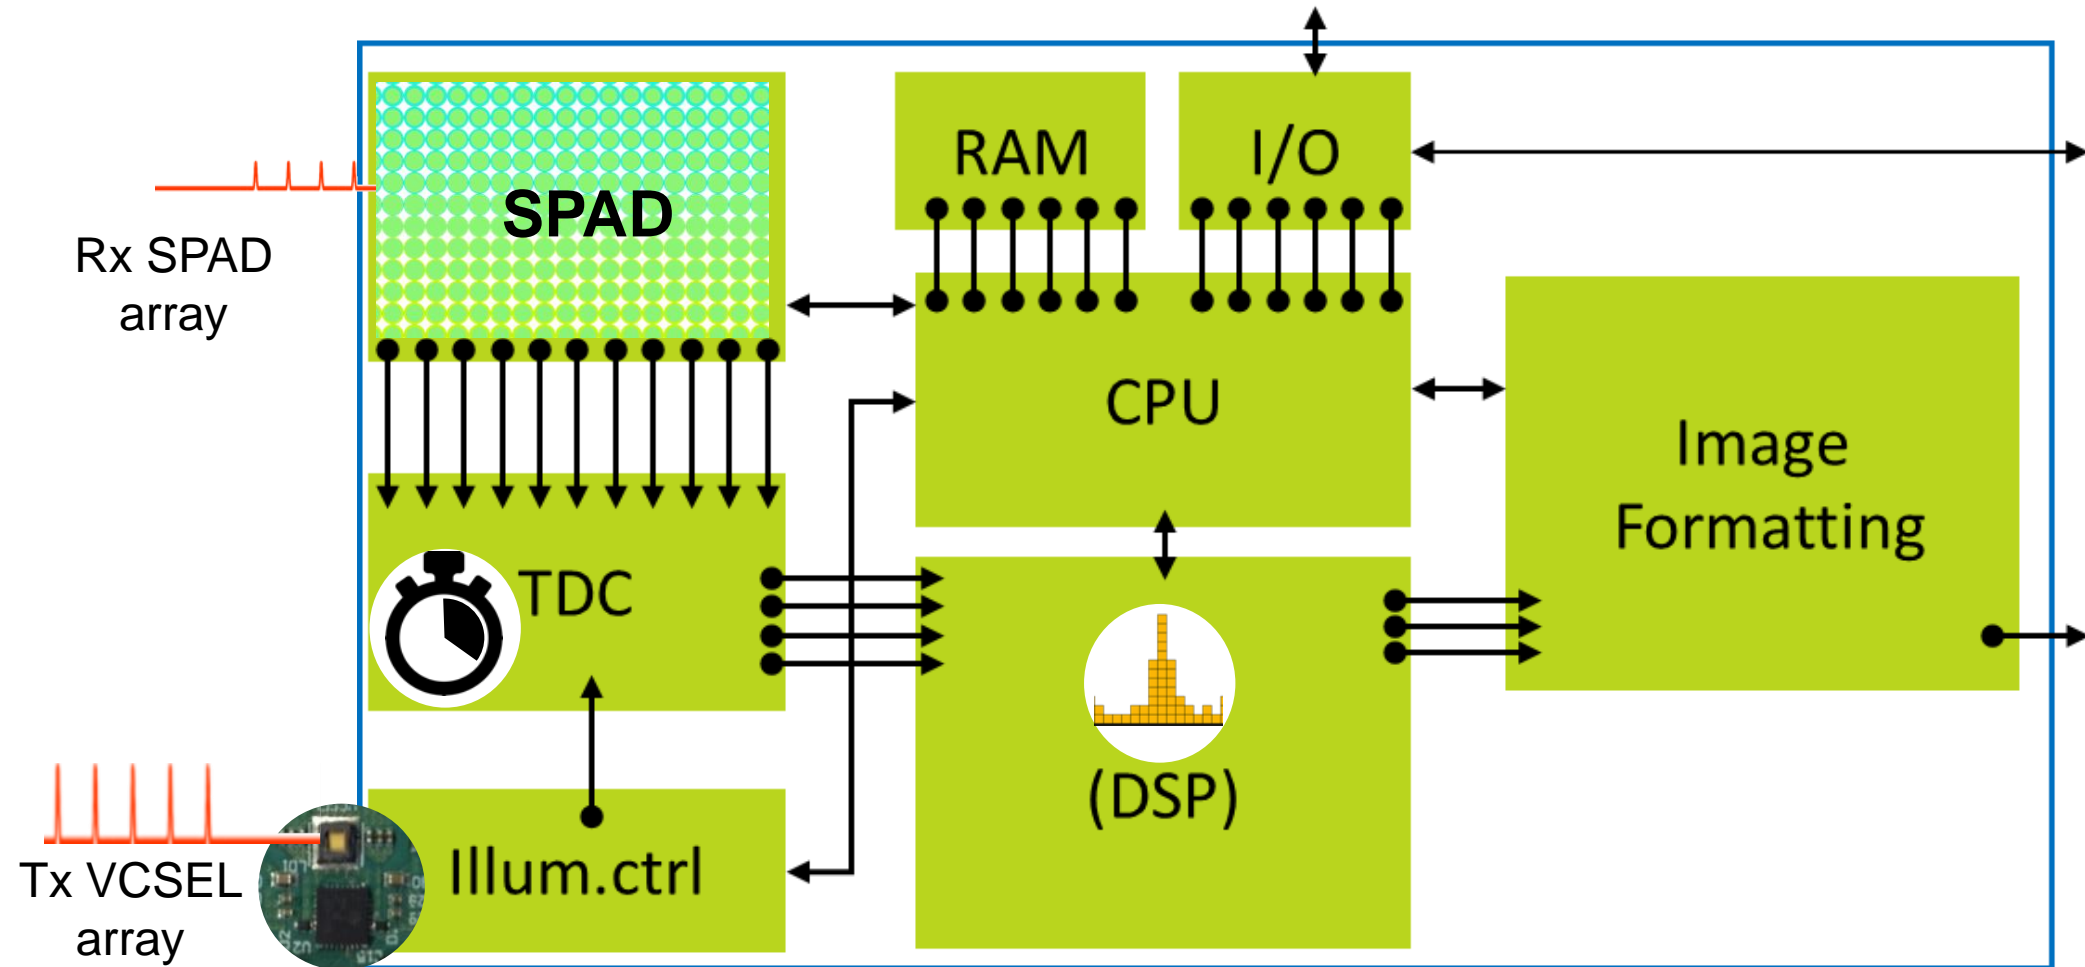 SPAD
RAM
I/O
Rx SPAD
array
CPU
Image
Formatting
TDC
(DSP)
Illum.ctrl
Tx VCSEL
array